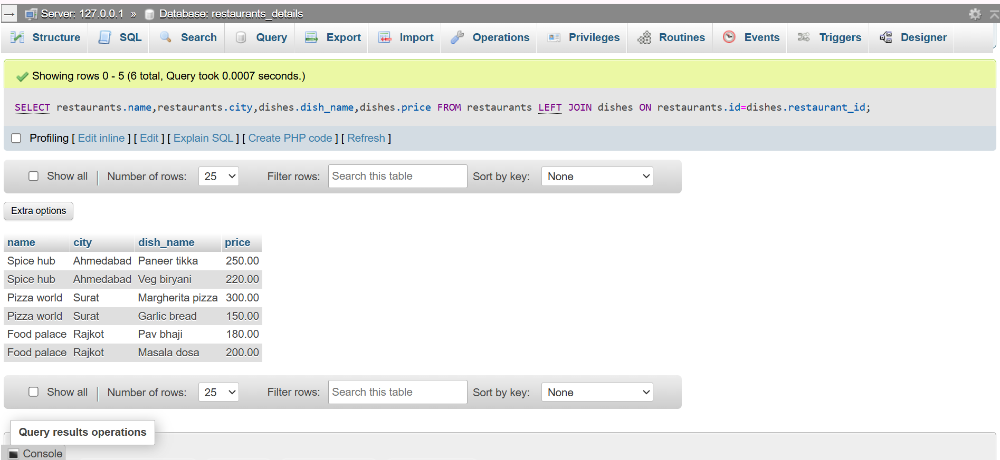 → Server: 127.0.0.1 » Database: restaurants_details
Structure SQL Search Query Export Import Operations Privileges Routines Events Triggers Designer
Showing rows 0 - 5 (6 total, Query took 0.0007 seconds.)
SELECT restaurants.name,restaurants.city,dishes.dish_name,dishes.price FROM restaurants LEFT JOIN dishes ON restaurants.id=dishes.restaurant_id;
Profiling [ Edit inline ] [ Edit ] [ Explain SQL ] [ Create PHP code ] [ Refresh ]
Show all | Number of rows: 25 Filter rows: Search this table Sort by key: None
Extra options
name city dish_name price
Spice hub Ahmedabad Paneer tikka 250.00
Spice hub Ahmedabad Veg biryani 220.00
Pizza world Surat Margherita pizza 300.00
Pizza world Surat Garlic bread 150.00
Food palace Rajkot Pav bhaji 180.00
Food palace Rajkot Masala dosa 200.00
Show all | Number of rows: 25 Filter rows: Search this table Sort by key: None
Query results operations
Console